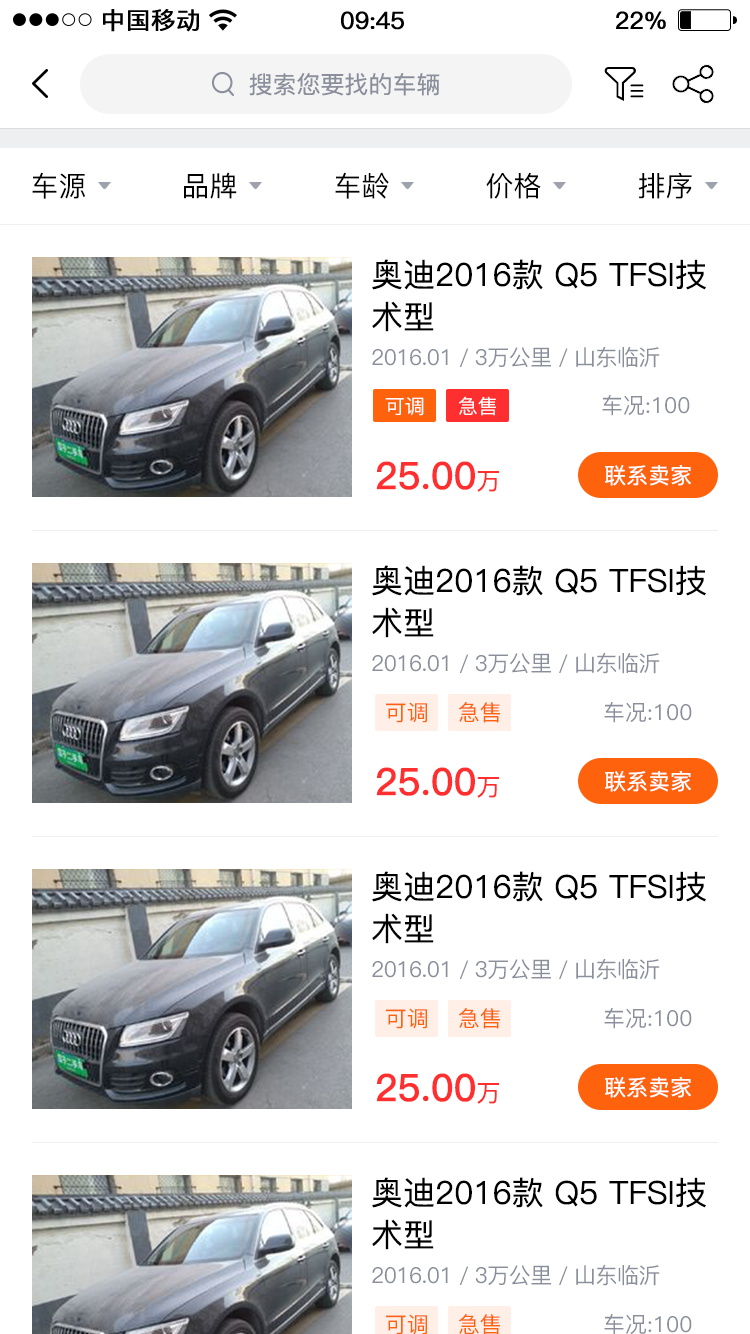 中国移动 09:45 22%
搜索您要找的车辆
车源 品牌 车龄 价格 排序
奥迪2016款 Q5 TFSI技
术型
2016.01 / 3万公里 / 山东临沂
可调 急售 车况:100
25.00万 联系卖家
奥迪2016款 Q5 TFSI技
术型
2016.01 / 3万公里 / 山东临沂
可调 急售 车况:100
25.00万 联系卖家
奥迪2016款 Q5 TFSI技
术型
2016.01 / 3万公里 / 山东临沂
可调 急售 车况:100
25.00万 联系卖家
奥迪2016款 Q5 TFSI技
术型
2016.01 / 3万公里 / 山东临沂
可调 急售 车况:100